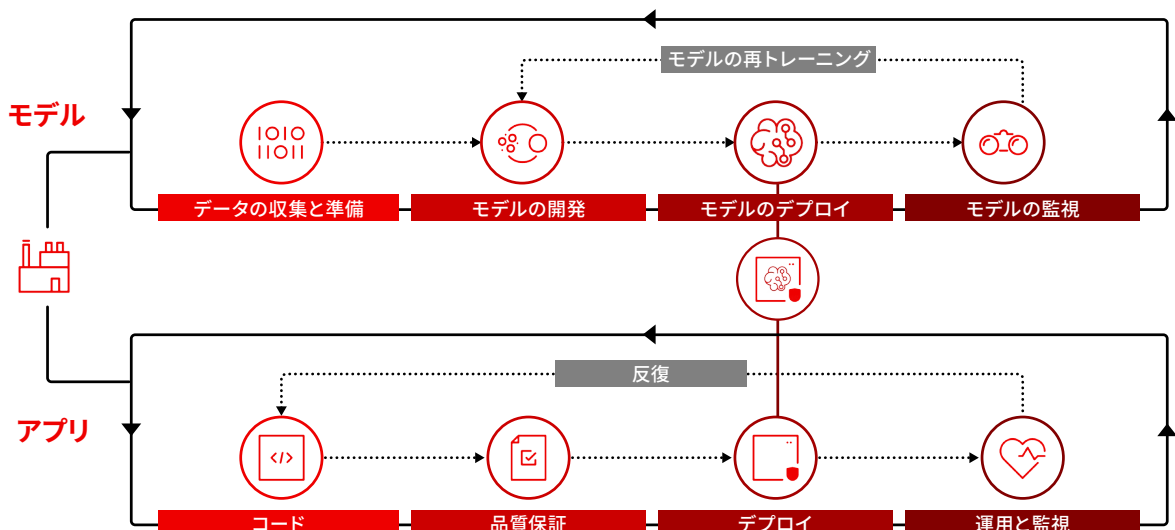 モデルの再トレーニング
モデル
1010
11011
データの収集と準備
モデルの開発
モデルのデプロイ
モデルの監視
反復
アプリ
</>
コード
品質保証
デプロイ
運用と監視